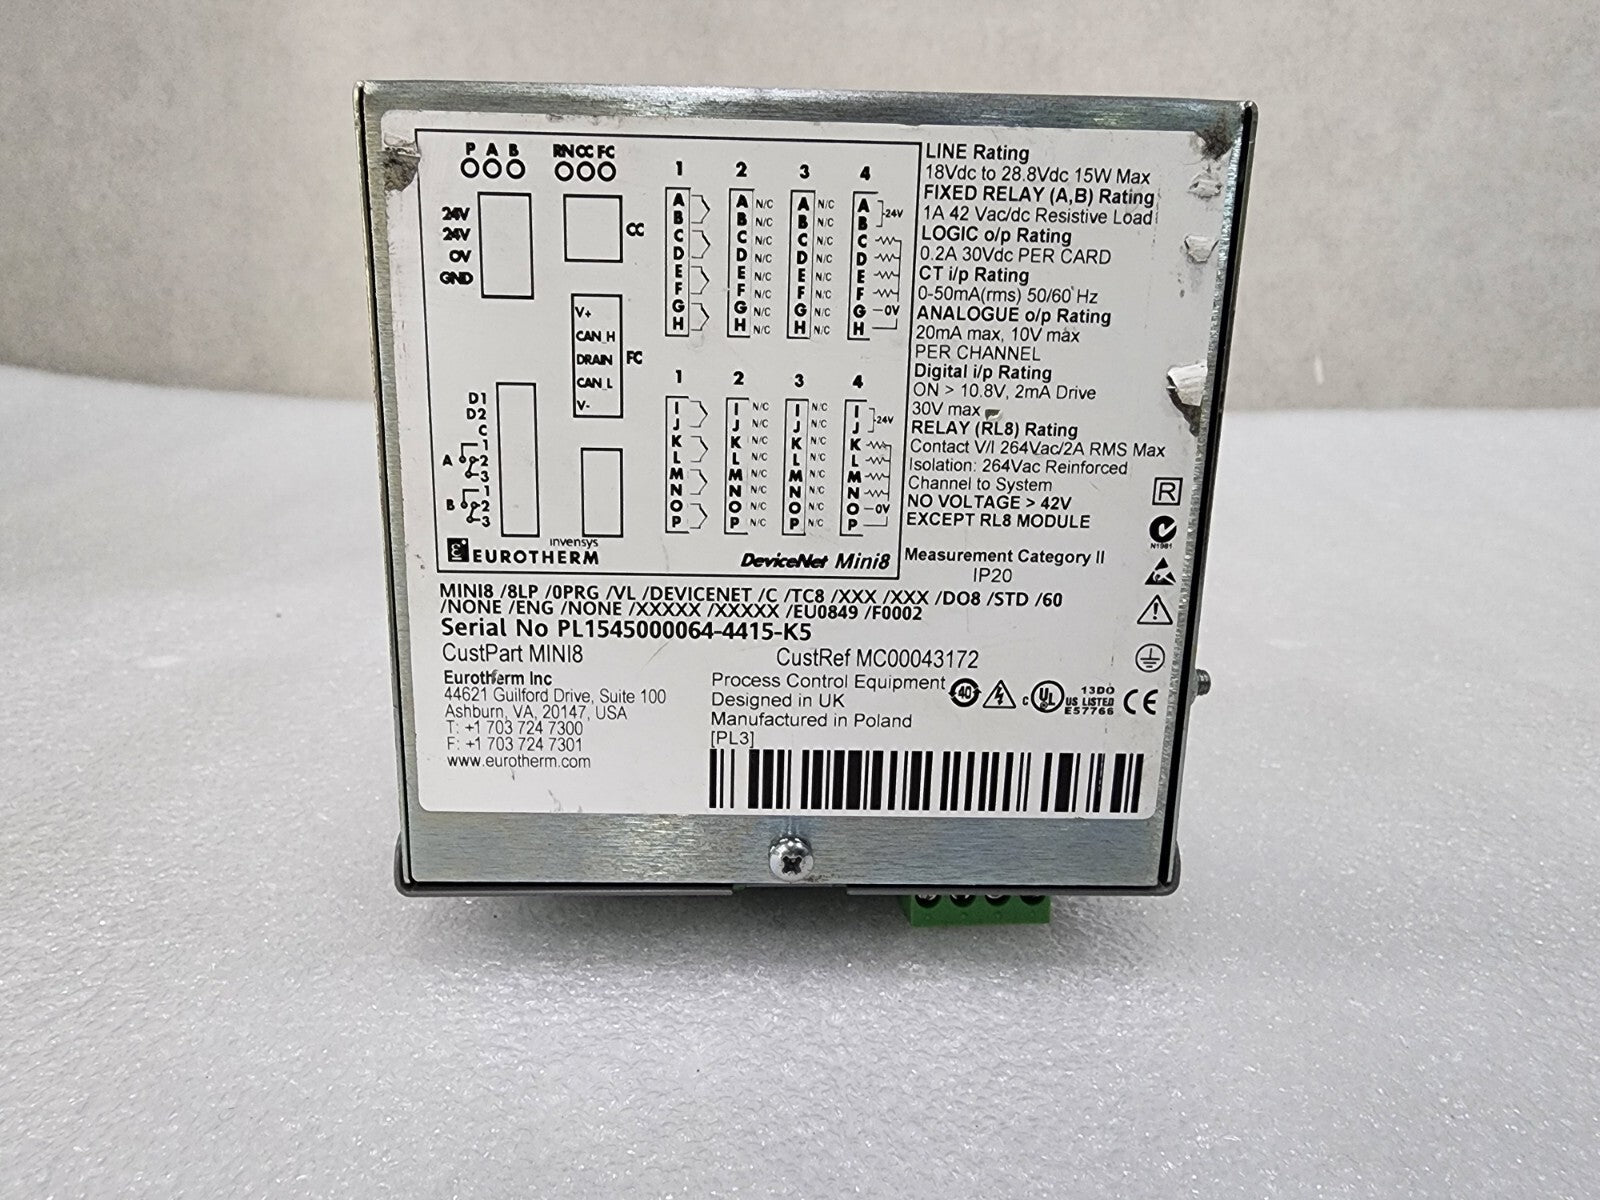 P A B
RN CC FC
24V
24V
0V
GND
CC
V+
CAN_H
DRAIN
CAN_L
V-
FC
D1
D2
C
A
1
2
3
B
1
2
3
1
A
B
C
D
E
F
G
H
2
A N/C
B N/C
C N/C
D N/C
E N/C
F N/C
G N/C
H N/C
3
A N/C
B N/C
C N/C
D N/C
E N/C
F N/C
G N/C
H N/C
4
A
B
24V
C
D
E
F
G 0V
H
1
I
J
K
L
M
N
O
P
2
I N/C
J N/C
K N/C
L N/C
M N/C
N N/C
O N/C
P N/C
3
I N/C
J N/C
K N/C
L N/C
M N/C
N N/C
O N/C
P N/C
4
I
J
24V
K
L
M
N
O 0V
P
invensys
EUROTHERM
DeviceNet Mini8
LINE Rating
18Vdc to 28.8Vdc 15W Max
FIXED RELAY (A,B) Rating
1A 42 Vac/dc Resistive Load
LOGIC o/p Rating
0.2A 30Vdc PER CARD
CT i/p Rating
0-50mA(rms) 50/60 Hz
ANALOGUE o/p Rating
20mA max, 10V max
PER CHANNEL
Digital i/p Rating
ON > 10.8V, 2mA Drive
30V max
RELAY (RL8) Rating
Contact V/I 264Vac/2A RMS Max
Isolation: 264Vac Reinforced
Channel to System
NO VOLTAGE > 42V
EXCEPT RL8 MODULE
R
N1981
Measurement Category II
IP20
MINI8 /8LP /0PRG /VL /DEVICENET /C /TC8 /XXX /XXX /DO8 /STD /60
/NONE /ENG /NONE /XXXXX /XXXXX /EU0849 /F0002
Serial No PL1545000064-4415-K5
CustPart MINI8
CustRef MC00043172
Eurotherm Inc
44621 Guilford Drive, Suite 100
Ashburn, VA, 20147, USA
T: +1 703 724 7300
F: +1 703 724 7301
www.eurotherm.com
Process Control Equipment
Designed in UK
Manufactured in Poland
[PL3]
40
C UL US LISTED
13DO
E57766
CE